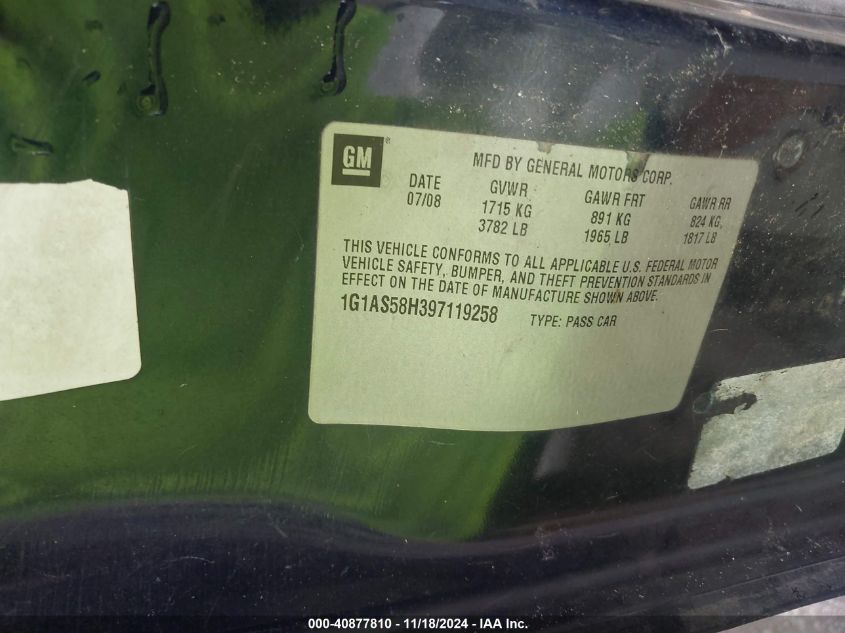 GM ®
MFD BY GENERAL MOTORS CORP.
DATE GVWR GAWR FRT GAWR RR
07/08 1715 KG 891 KG 824 KG
3782 LB 1965 LB 1817 LB
THIS VEHICLE CONFORMS TO ALL APPLICABLE U.S. FEDERAL MOTOR
VEHICLE SAFETY, BUMPER, AND THEFT PREVENTION STANDARDS IN
EFFECT ON THE DATE OF MANUFACTURE SHOWN ABOVE.
1G1AS58H397119258 TYPE: PASS CAR
000-40877810 - 11/18/2024 - IAA Inc.